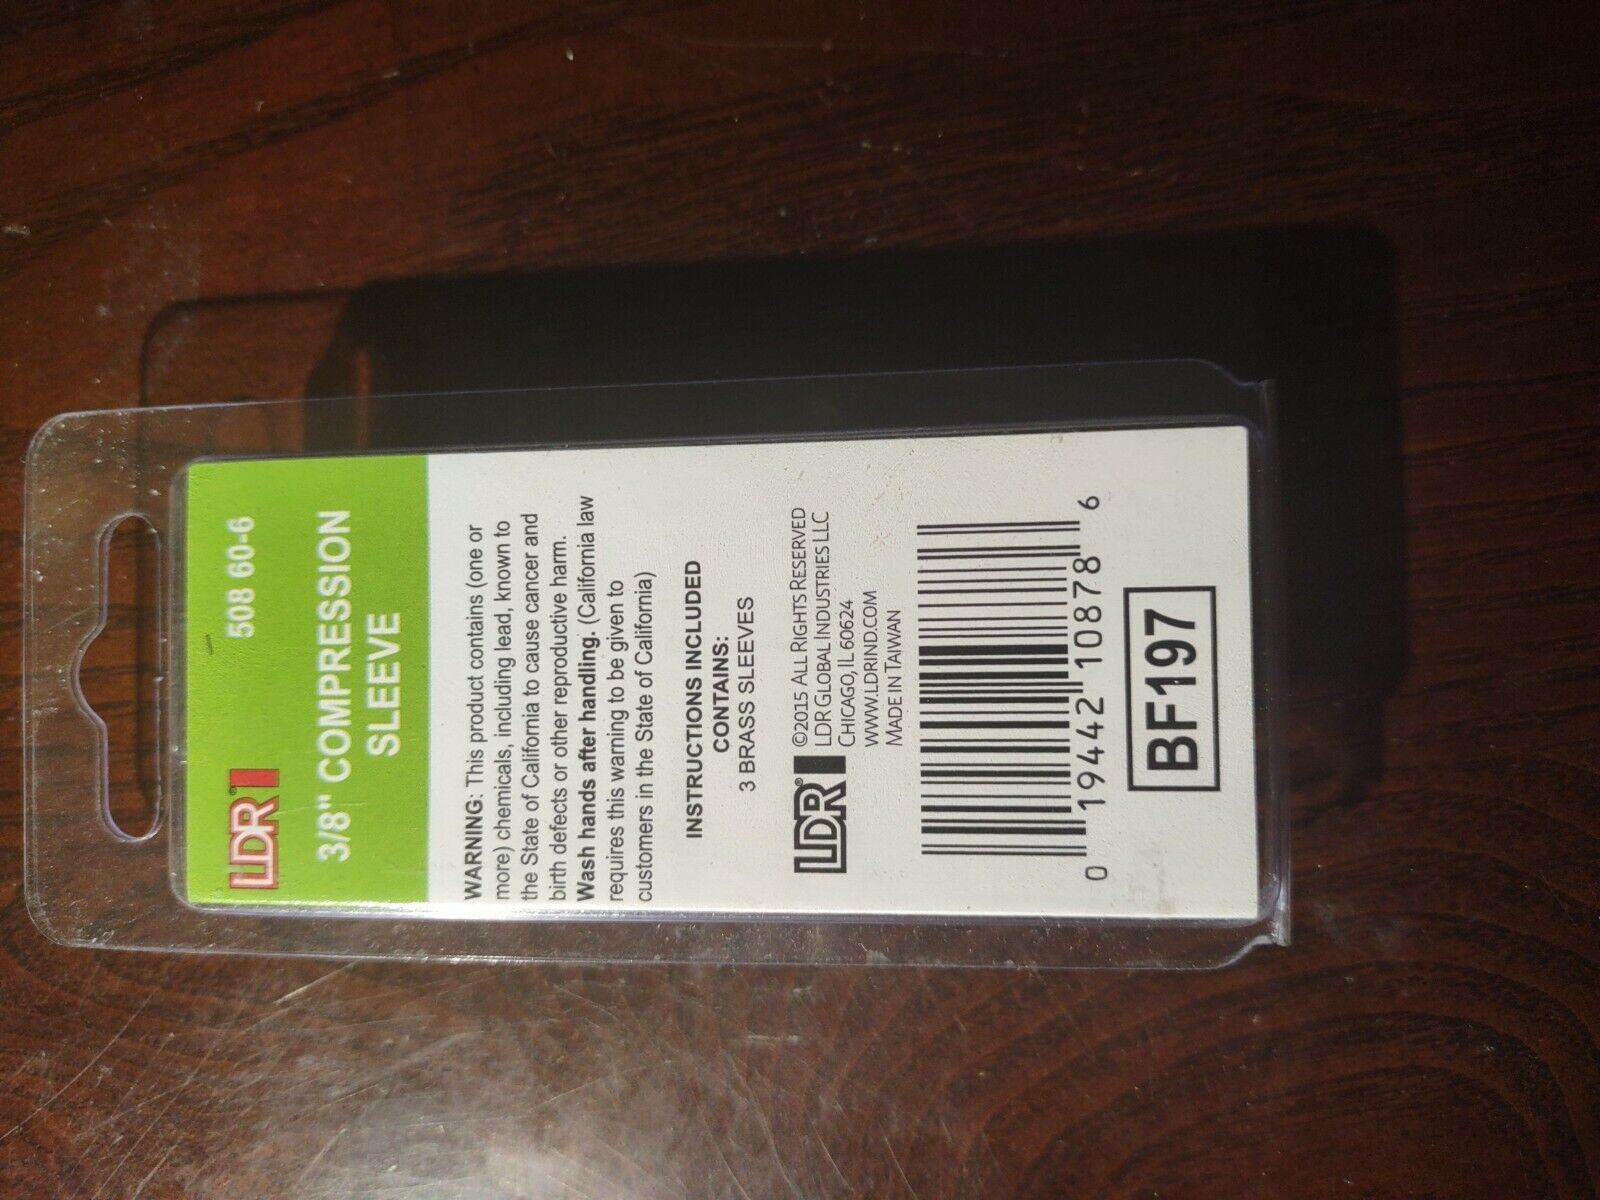 LDR® 508 60-6
3/8" COMPRESSION
SLEEVE
WARNING: This product contains (one or
more) chemicals, including lead, known to
the State of California to cause cancer and
birth defects or other reproductive harm.
Wash hands after handling. (California law
requires this warning to be given to
customers in the State of California)
INSTRUCTIONS INCLUDED
CONTAINS:
3 BRASS SLEEVES
LDR®
©2015 ALL RIGHTS RESERVED
LDR GLOBAL INDUSTRIES LLC
CHICAGO, IL 60624
WWW.LDRIND.COM
MADE IN TAIWAN
0 19442 10878 6
BF197